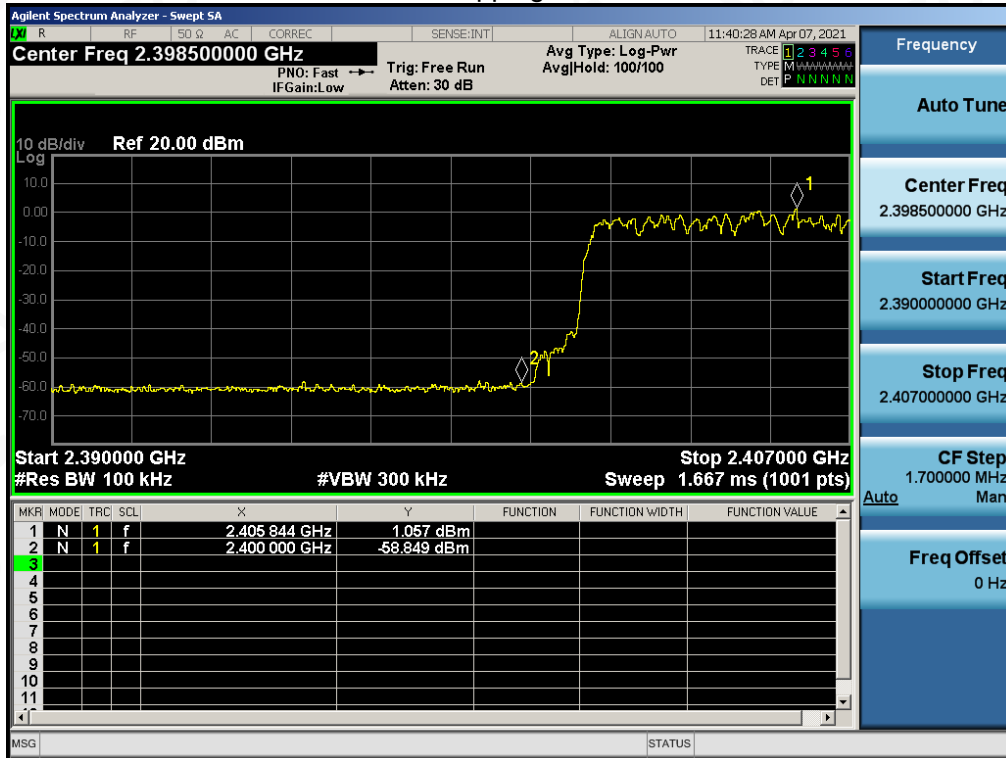 Agilent Spectrum Analyzer - Swept SA
LXI R RF 50 Ω AC CORREC SENSE:INT ALIGN AUTO 11:40:28 AM Apr 07, 2021
Center Freq 2.398500000 GHz Avg Type: Log-Pwr TRACE 1 2 3 4 5 6
PNO: Fast Trig: Free Run Avg|Hold: 100/100 TYPE M
IFGain:Low Atten: 30 dB DET P N N N N N
10 dB/div Ref 20.00 dBm
Log
1
10.0
0.00
-10.0
-20.0
-30.0
-40.0
-50.0
2
-60.0
-70.0
Start 2.390000 GHz Stop 2.407000 GHz
#Res BW 100 kHz #VBW 300 kHz Sweep 1.667 ms (1001 pts)
MKR MODE TRC SCL X Y FUNCTION FUNCTION WIDTH FUNCTION VALUE
1 N 1 f 2.405 844 GHz 1.057 dBm
2 N 1 f 2.400 000 GHz -58.849 dBm
3
4
5
6
7
8
9
10
11
MSG STATUS
Frequency
Auto Tune
Center Freq
2.398500000 GHz
Start Freq
2.390000000 GHz
Stop Freq
2.407000000 GHz
CF Step
1.700000 MHz
Auto Man
Freq Offset
0 Hz